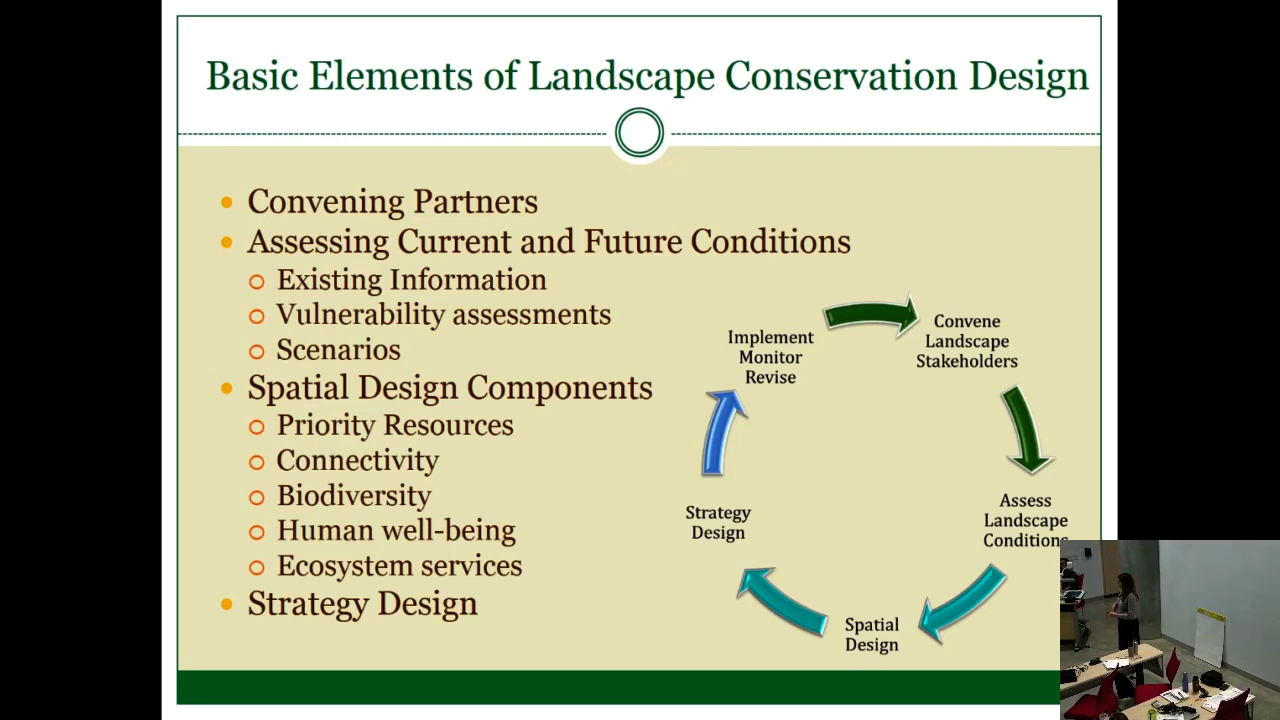 Basic Elements of Landscape Conservation Design
Convening Partners
Assessing Current and Future Conditions
Existing Information
Vulnerability assessments
Scenarios
Spatial Design Components
Priority Resources
Connectivity
Biodiversity
Human well-being
Ecosystem services
Strategy Design
Convene
Landscape
Stakeholders
Assess
Landscape
Conditions
Spatial
Design
Strategy
Design
Implement
Monitor
Revise